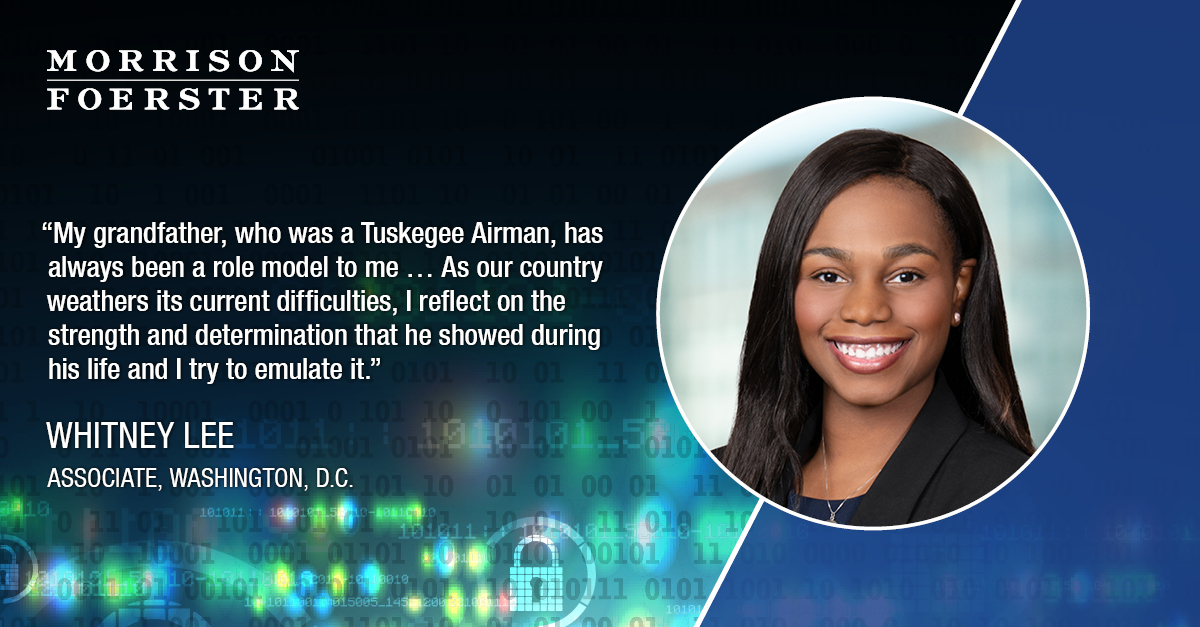 MORRISON
FOERSTER
“My grandfather, who was a Tuskegee Airman, has
always been a role model to me … As our country
weathers its current difficulties, I reflect on the
strength and determination that he showed during
his life and I try to emulate it.”
WHITNEY LEE
ASSOCIATE, WASHINGTON, D.C.